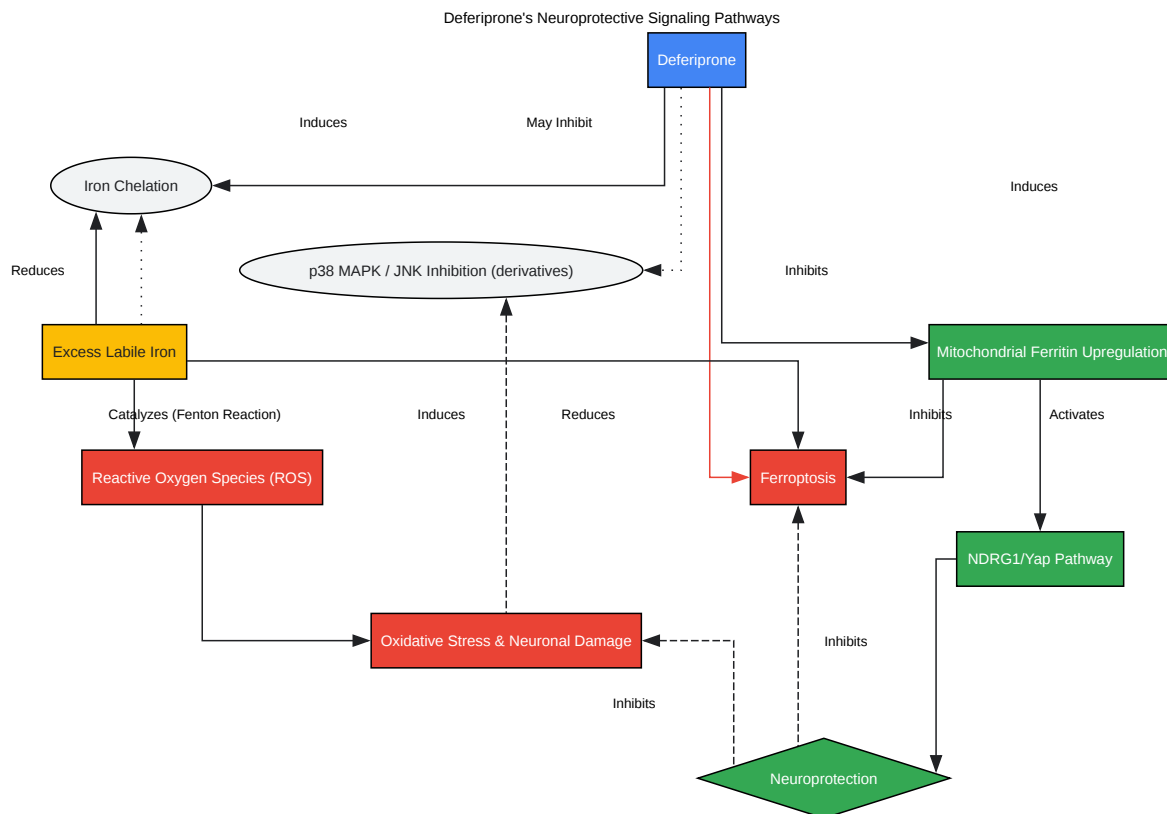 Deferiprone's Neuroprotective Signaling Pathways
Deferiprone
Induces
May Inhibit
Iron Chelation
Induces
Reduces
p38 MAPK / JNK Inhibition (derivatives)
Inhibits
Excess Labile Iron
Mitochondrial Ferritin Upregulation
Catalyzes (Fenton Reaction)
Induces
Reduces
Inhibits
Activates
Reactive Oxygen Species (ROS)
Ferroptosis
NDRG1/Yap Pathway
Oxidative Stress & Neuronal Damage
Inhibits
Inhibits
Neuroprotection